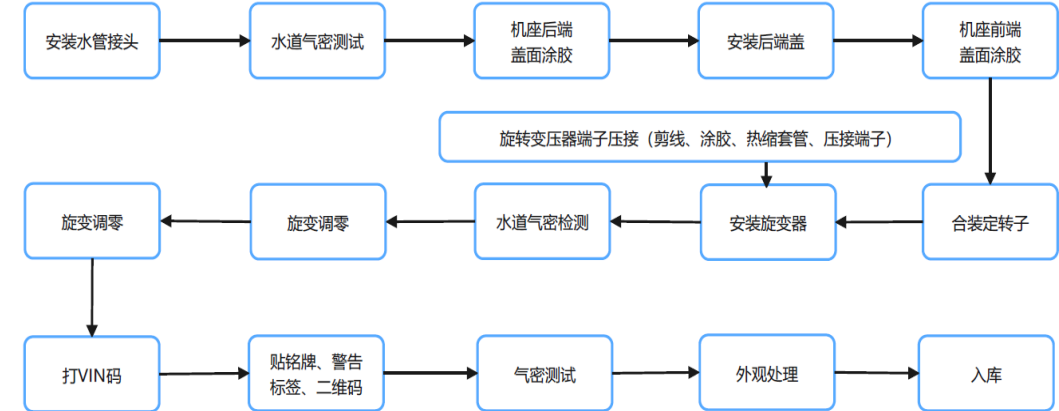 安装水管接头
水道气密测试
机座后端
盖面涂胶
安装后端盖
机座前端
盖面涂胶
旋转变压器端子压接（剪线、涂胶、热缩套管、压接端子）
旋变调零
旋变调零
水道气密检测
安装旋变器
合装定转子
打VIN码
贴铭牌、警告
标签、二维码
气密测试
外观处理
入库